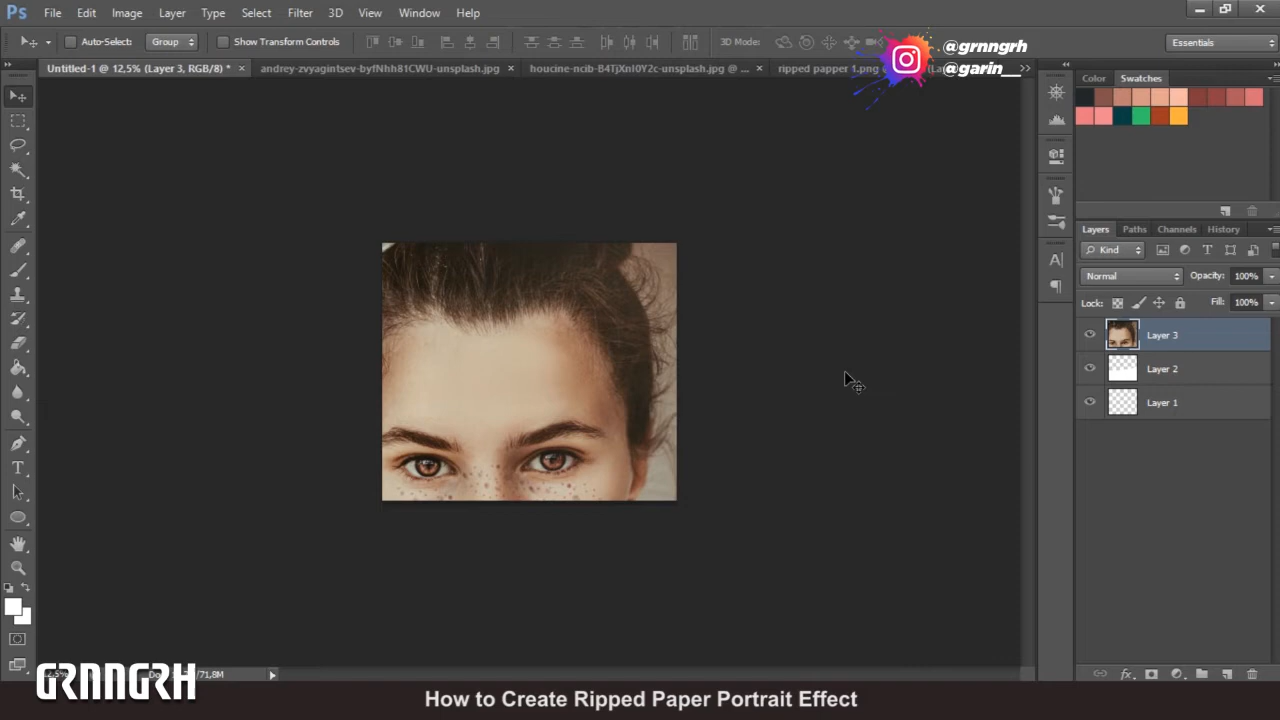 Ps File Edit Image Layer Type Select Filter 3D View Window Help
Auto-Select: Group Show Transform Controls 3D Mode: Essentials
@grnngrh
@garin__
Untitled-1 @ 12,5% (Layer 3, RGB/8) * × andrey-zvyagintsev-byfNhh81CWU-unsplash.jpg × houcine-ncib-B4TjXnI0Y2c-unsplash.jpg @ ... × ripped papper 1.png
Color Swatches
Layers Paths Channels History
Kind
Normal Opacity: 100%
Lock: Fill: 100%
Layer 3
Layer 2
Layer 1
fx
/71,8M
GRNNGRH
How to Create Ripped Paper Portrait Effect